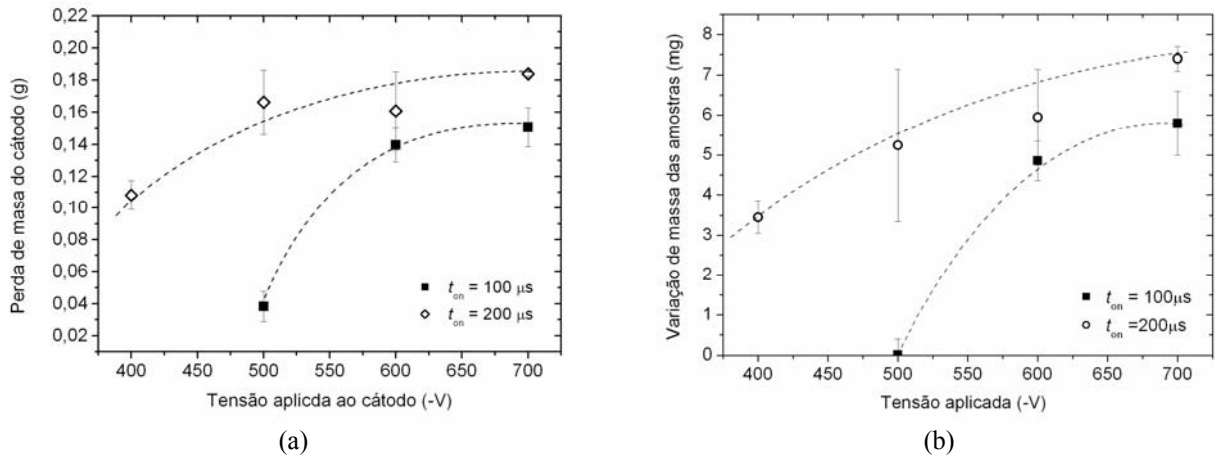 0,22
0,20
0,18
0,16
0,14
0,12
0,10
0,08
0,06
0,04
0,02
Perda de masa do cátodo (g)
400 450 500 550 600 650 700
Tensão aplicda ao cátodo (-V)
t_on = 100 μs
t_on = 200 μs
(a)
8
7
6
5
4
3
2
1
0
Variação de massa das amostras (mg)
400 450 500 550 600 650 700
Tensão aplicada (-V)
t_on = 100μs
t_on =200μs
(b)